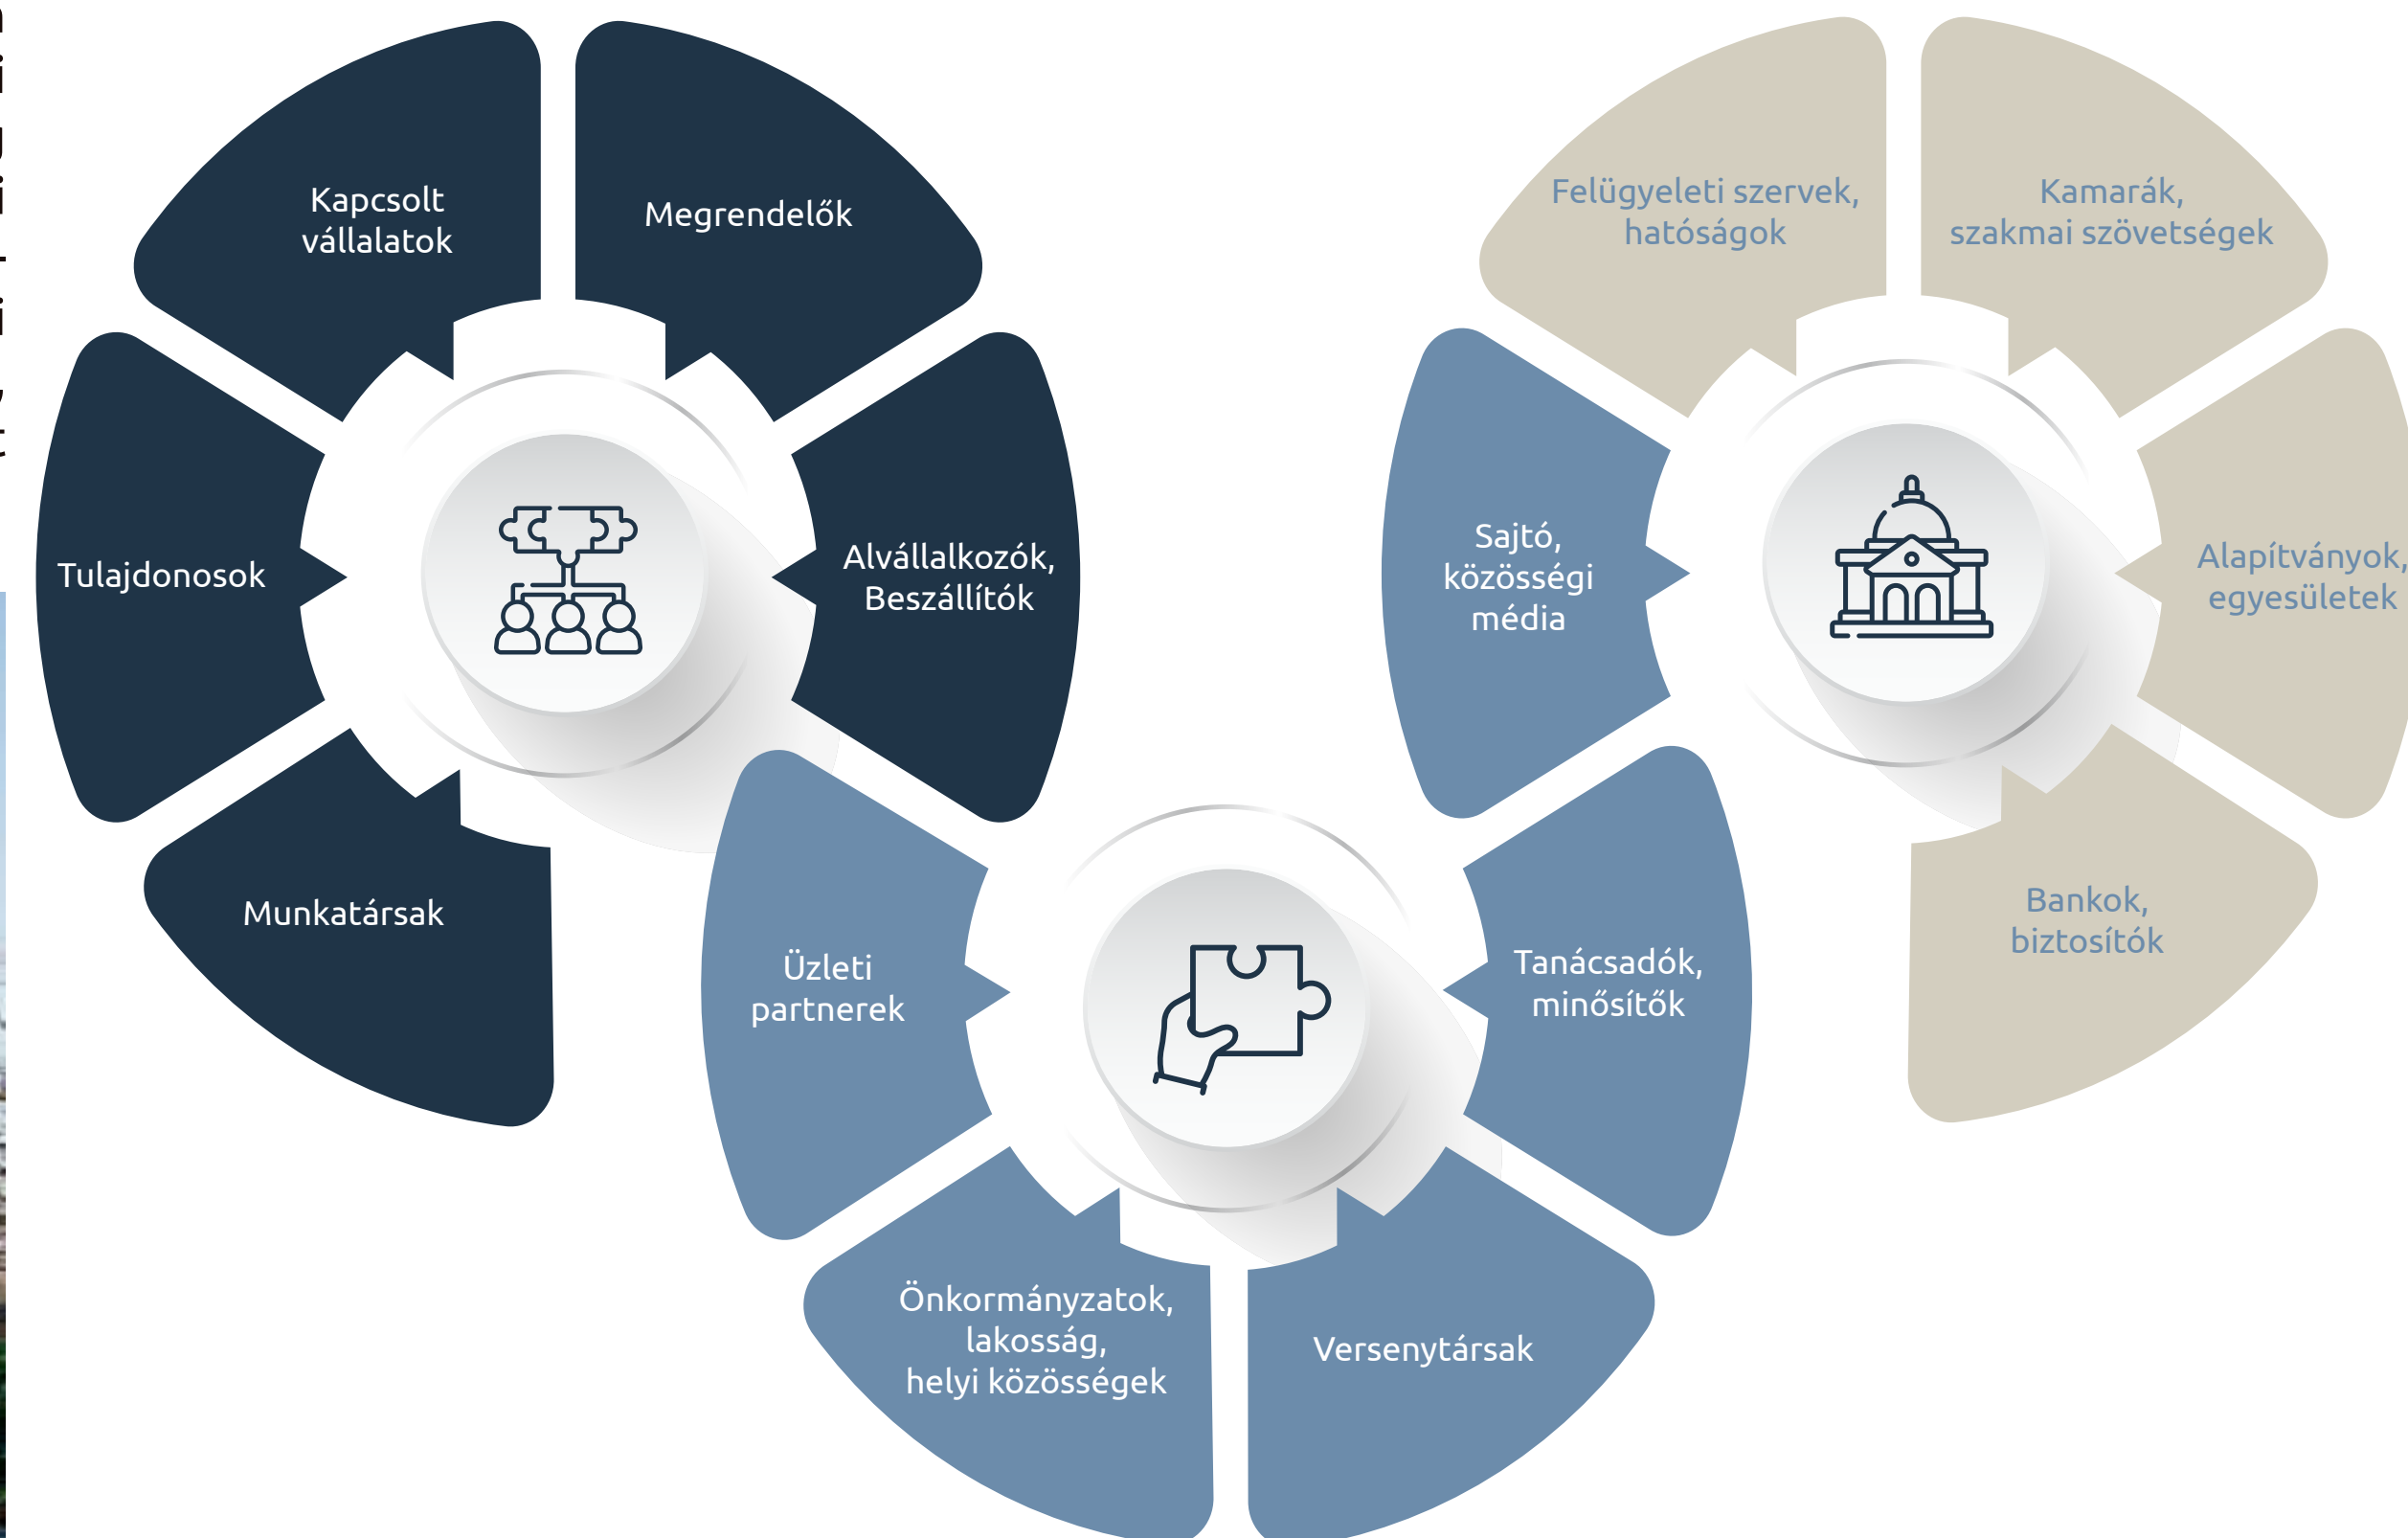 Kapcsolt
vállalatok
Megrendelők
Tulajdonosok
Alvállalkozók,
Beszállítók
Munkatársak
Üzleti
partnerek
Önkormányzatok,
lakosság,
helyi közösségek
Versenytársak
Tanácsadók,
minősítők
Sajtó,
közösségi
média
Felügyeleti szervek,
hatóságok
Kamarák,
szakmai szövetségek
Alapítványok,
egyesületek
Bankok,
biztosítók